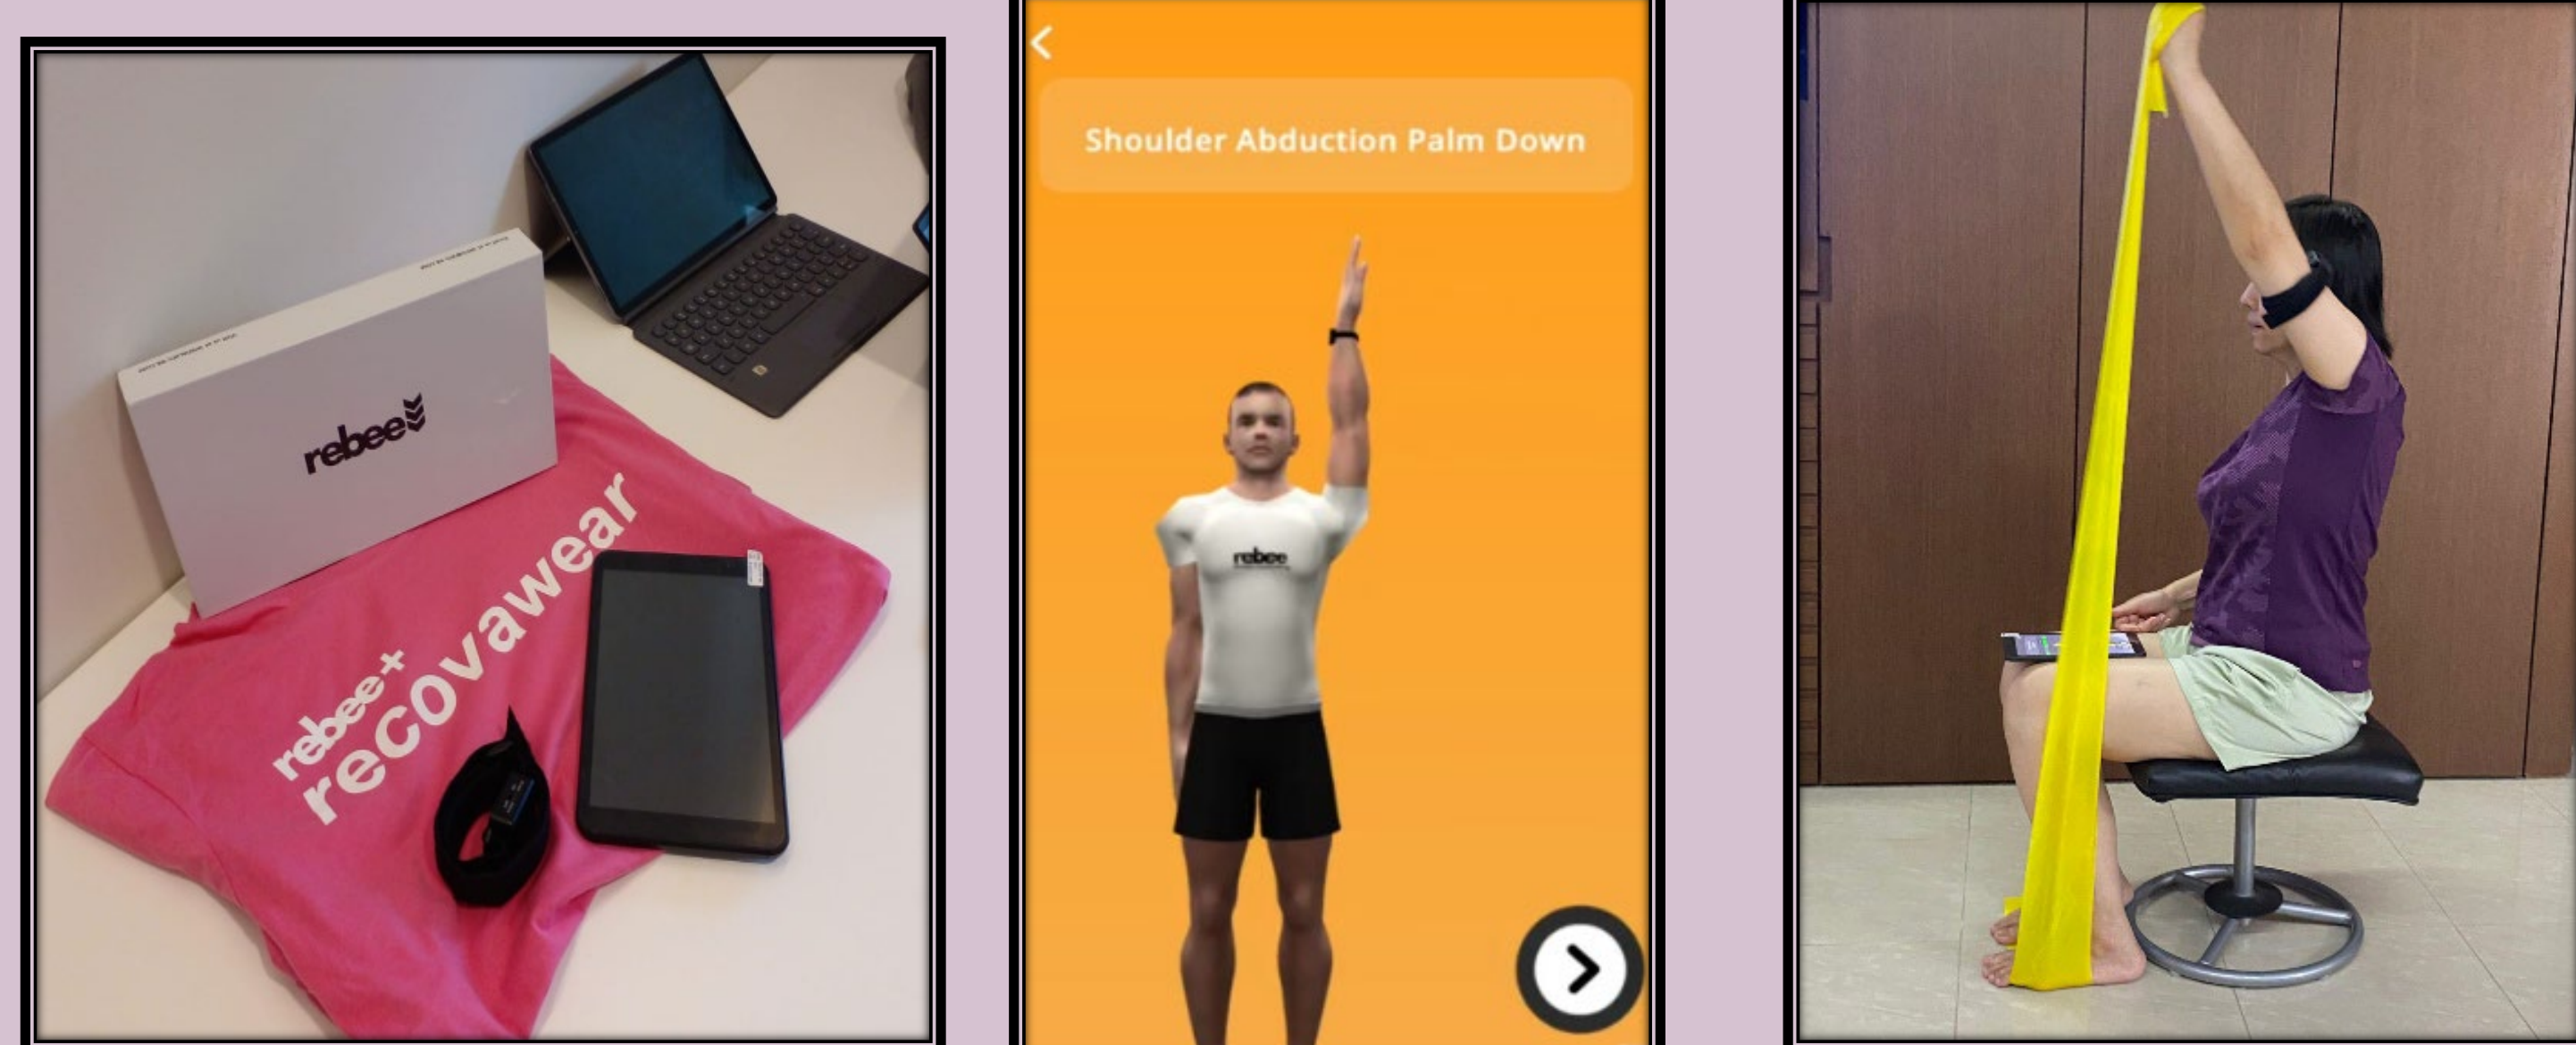 rebee
rebee+
recovawear
Shoulder Abduction Palm Down
rebee